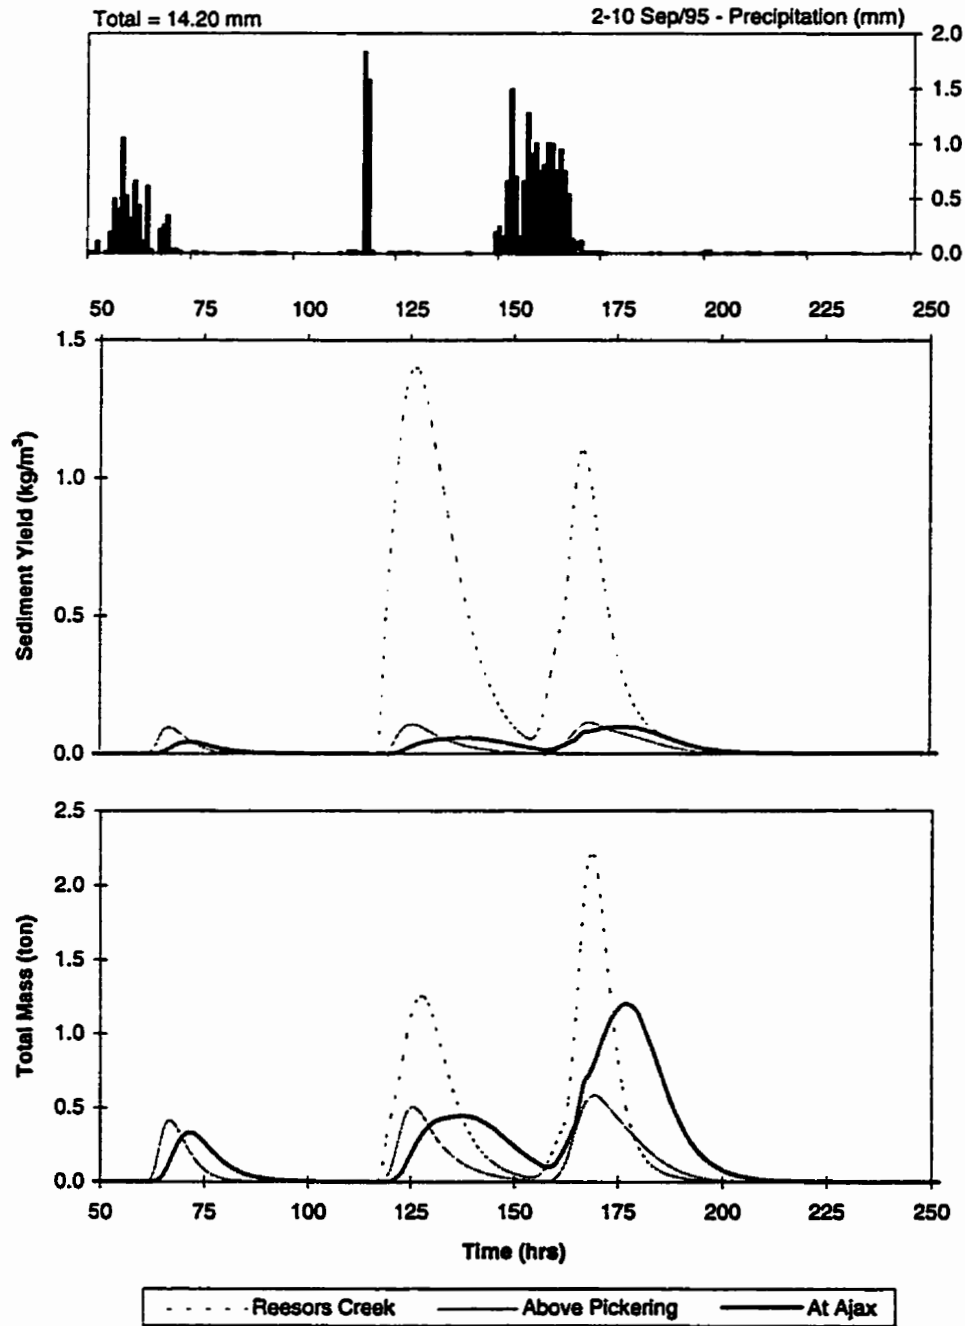 Total = 14.20 mm
2-10 Sep/95 - Precipitation (mm)
2.0
1.5
1.0
0.5
0.0
50 75 100 125 150 175 200 225 250
1.5
1.0
0.5
0.0
Sediment Yield (kg/m³)
2.5
2.0
1.5
1.0
0.5
0.0
Total Mass (ton)
50 75 100 125 150 175 200 225 250
Time (hrs)
Reesors Creek Above Pickering At Ajax